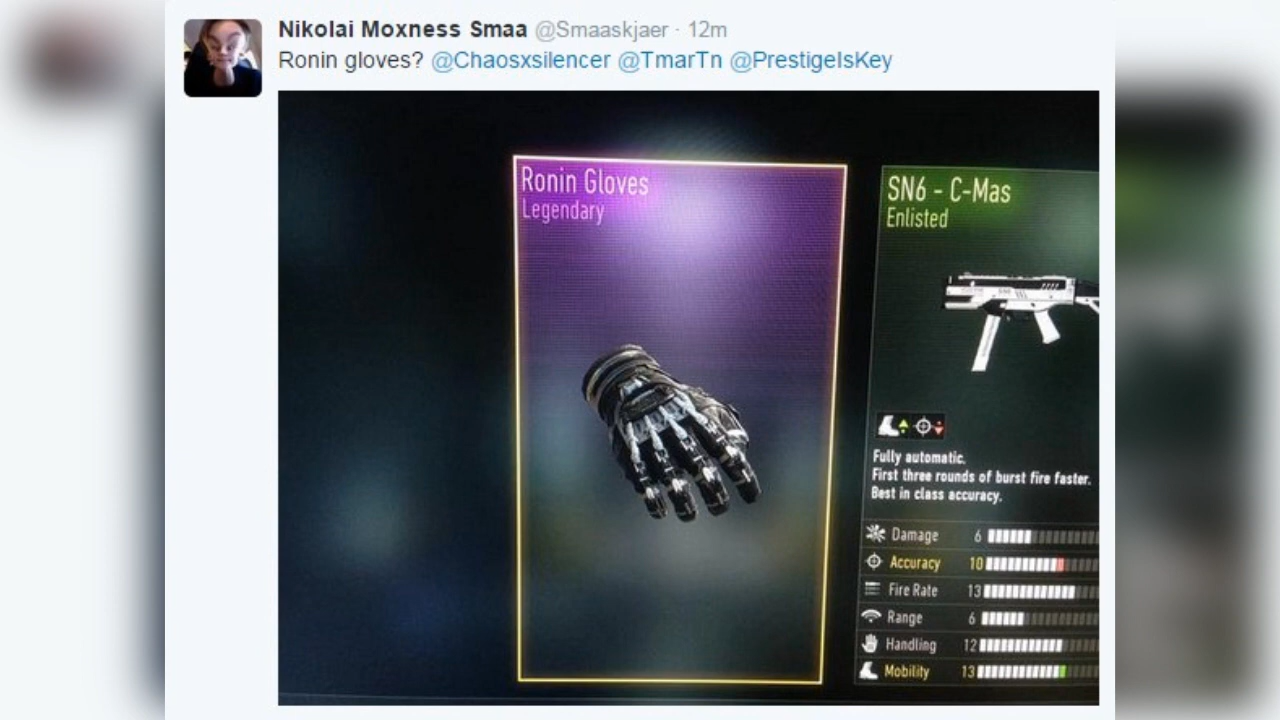 Nikolai Moxness Smaa @Smaaskjaer · 12m
Ronin gloves? @Chaosxsilencer @TmarTn @PrestigeIsKey
Ronin Gloves
Legendary
SN6 - C-Mas
Enlisted
Fully automatic.
First three rounds of burst fire faster.
Best in class accuracy.
Damage 6
Accuracy 10
Fire Rate 13
Range 6
Handling 12
Mobility 13